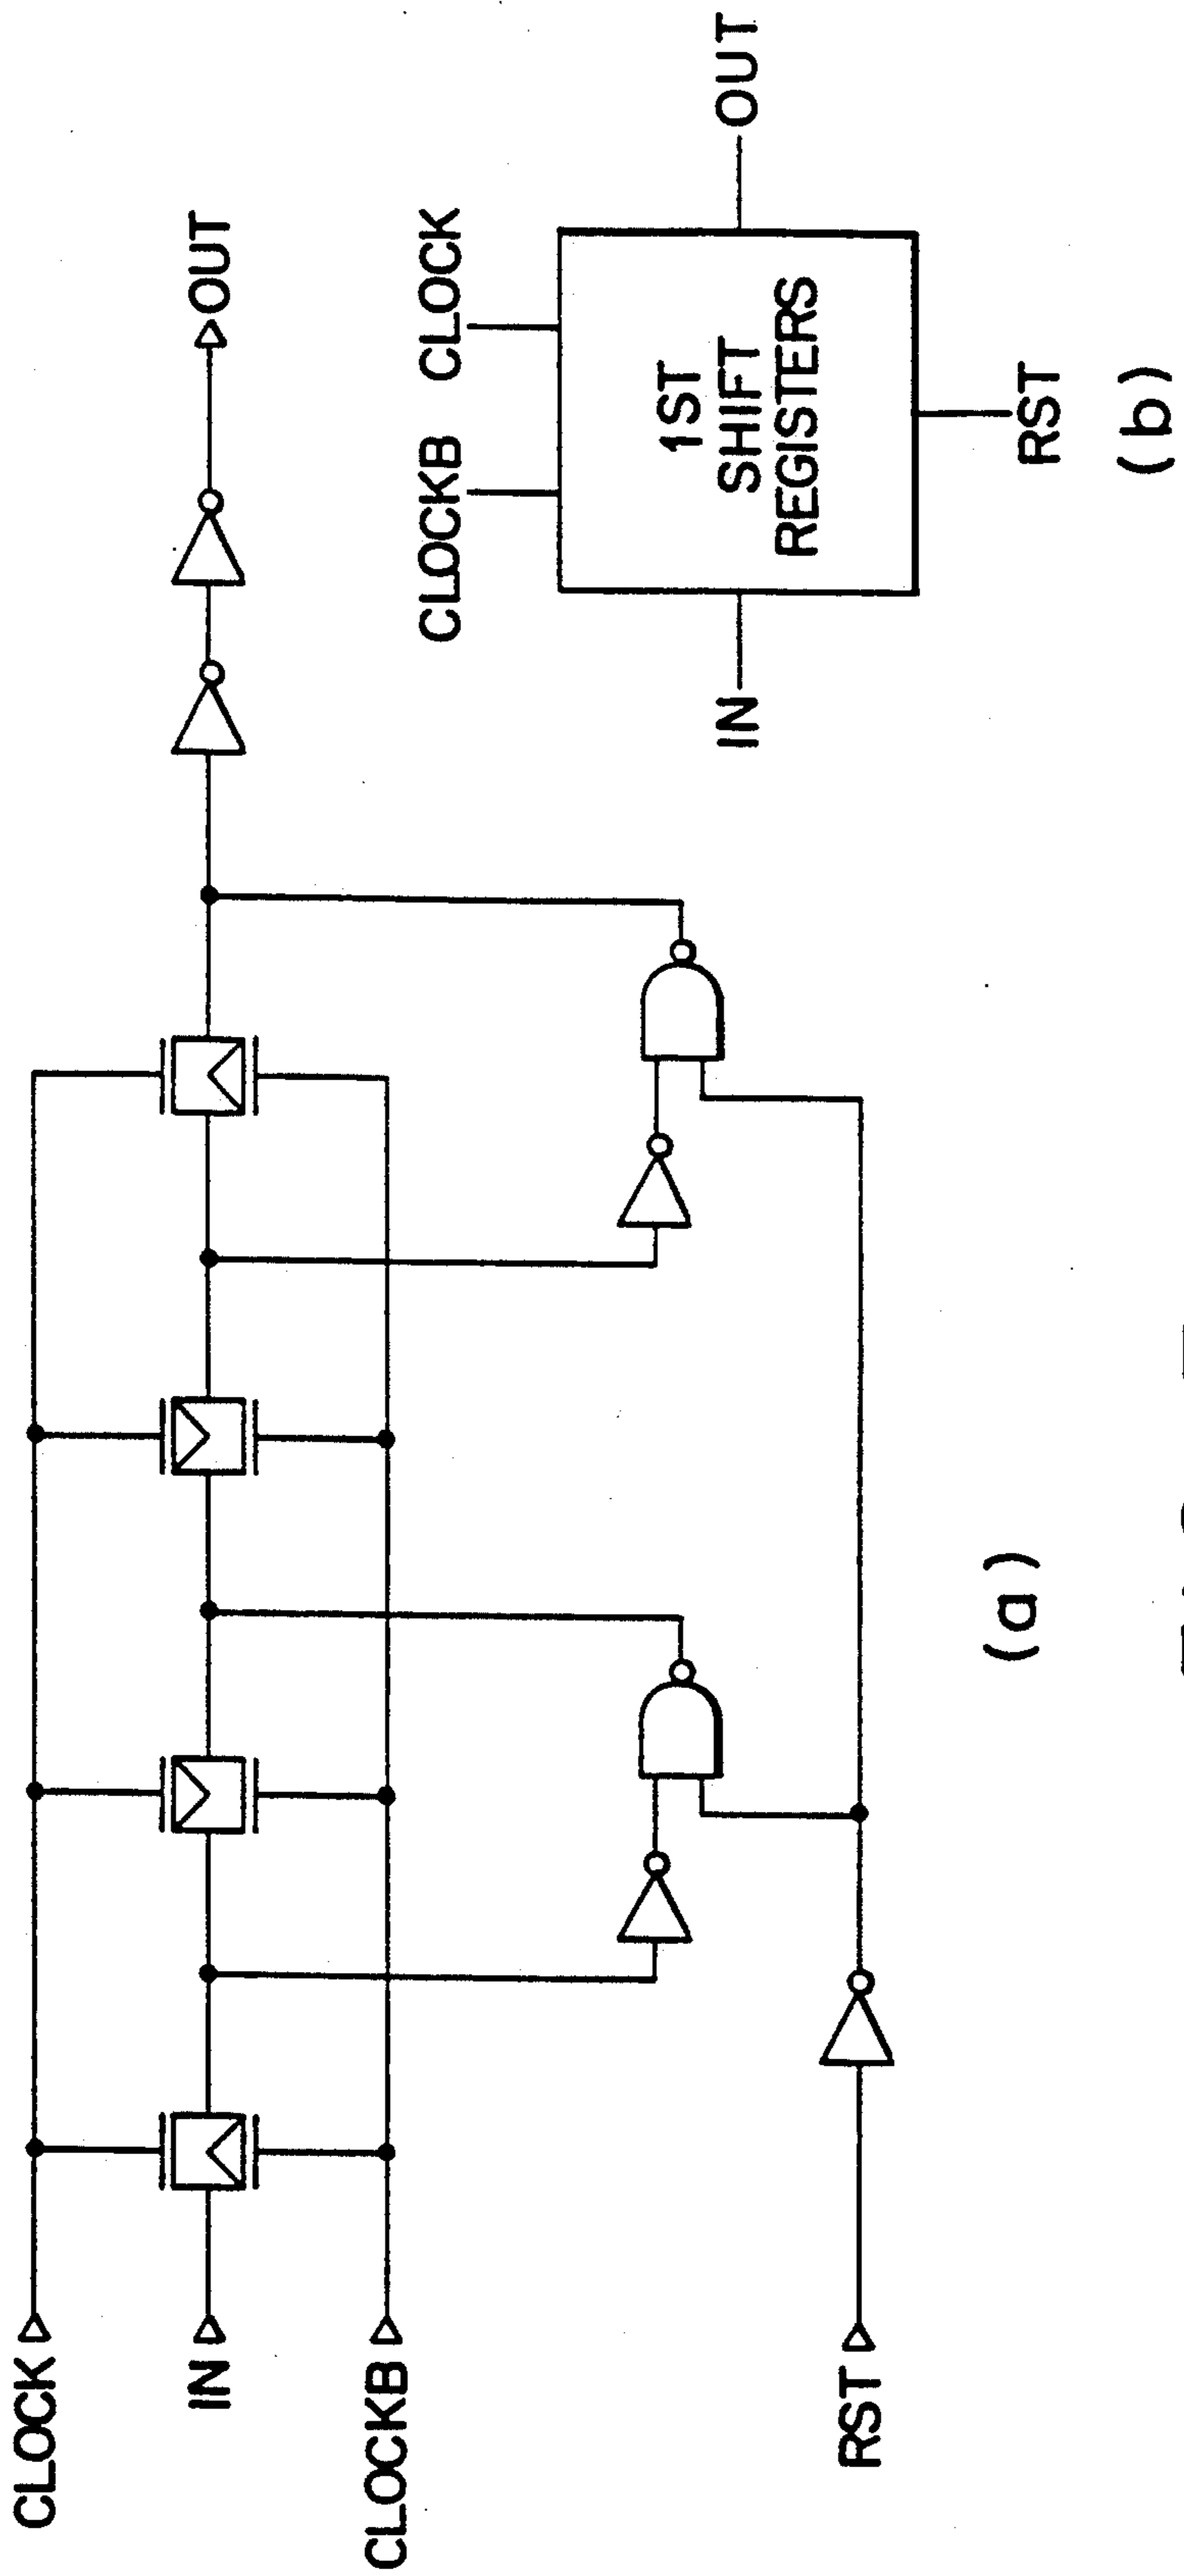 CLOCK
IN
CLOCKB
RST
OUT
(a)
CLOCKB CLOCK
IN
1ST
SHIFT
REGISTERS
OUT
RST
(b)